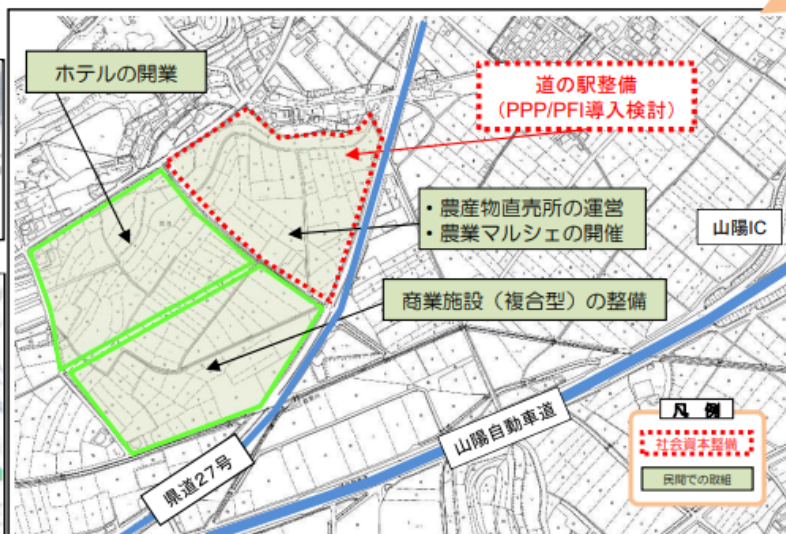 ホテルの開業
道の駅整備
(PPP/PFI導入検討)
・農産物直売所の運営
・農業マルシェの開催
山陽IC
商業施設(複合型)の整備
山陽自動車道
県道27号
凡 例
社会資本整備
民間での取組